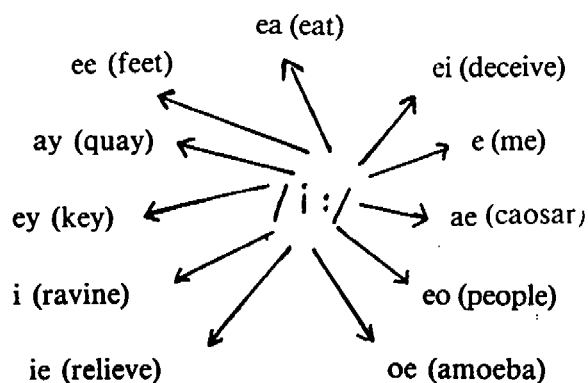 ea (eat)
ee (feet)
ei (deceive)
ay (quay)
e (me)
/ i : /
ey (key)
ae (caosar)
i (ravine)
eo (people)
ie (relieve)
oe (amoeba)